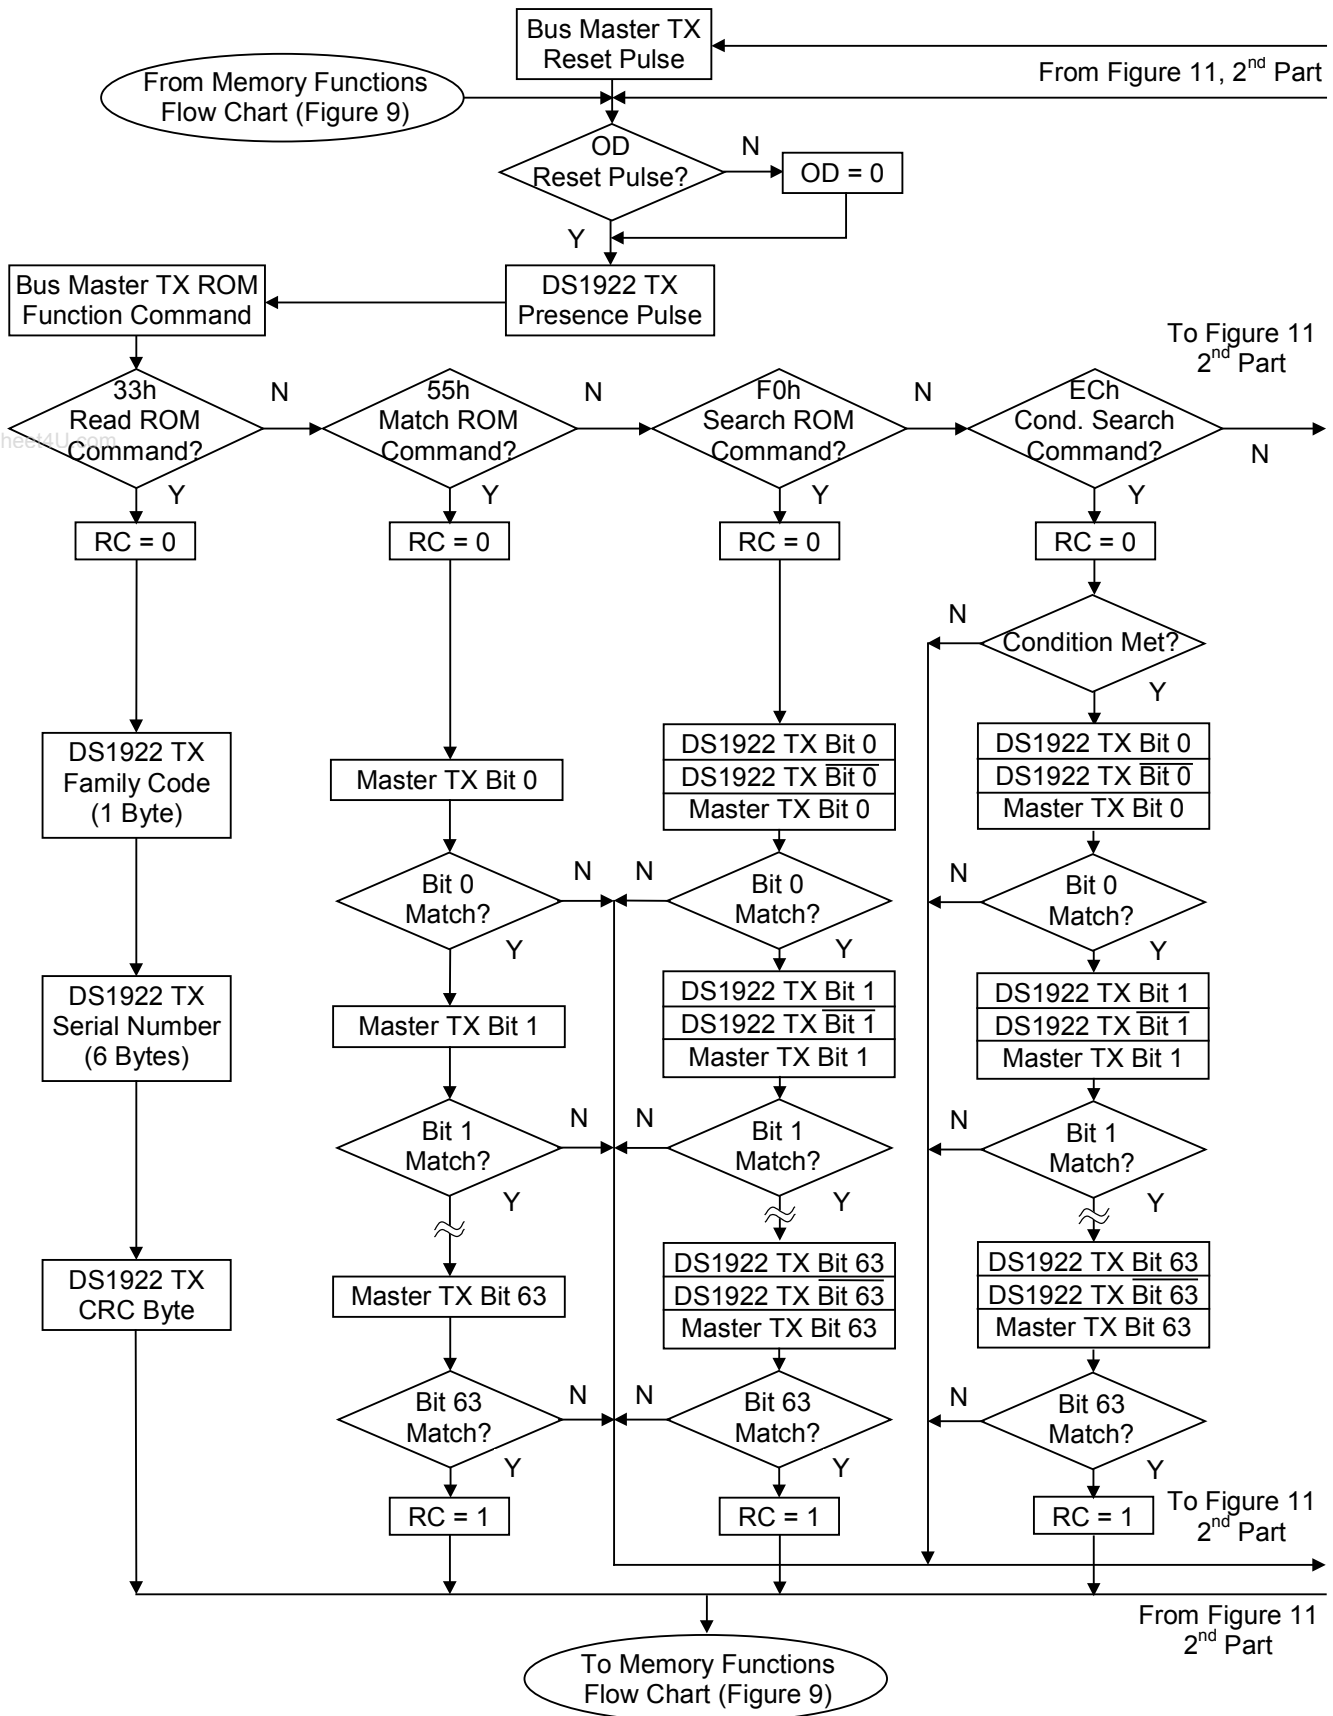 Bus Master TX
Reset Pulse
From Figure 11, 2nd Part
From Memory Functions
Flow Chart (Figure 9)
OD
Reset Pulse?
N
OD = 0
Y
Bus Master TX ROM
Function Command
DS1922 TX
Presence Pulse
To Figure 11
2nd Part
33h
Read ROM
Command?
N
55h
Match ROM
Command?
N
F0h
Search ROM
Command?
N
ECh
Cond. Search
Command?
N
heet4U.com
Y
Y
Y
Y
RC = 0
RC = 0
RC = 0
RC = 0
N
Condition Met?
Y
DS1922 TX
Family Code
(1 Byte)
Master TX Bit 0
DS1922 TX Bit 0
DS1922 TX Bit 0
Master TX Bit 0
DS1922 TX Bit 0
DS1922 TX Bit 0
Master TX Bit 0
Bit 0
Match?
N
N
Bit 0
Match?
N
Bit 0
Match?
Y
Y
Y
DS1922 TX
Serial Number
(6 Bytes)
Master TX Bit 1
DS1922 TX Bit 1
DS1922 TX Bit 1
Master TX Bit 1
DS1922 TX Bit 1
DS1922 TX Bit 1
Master TX Bit 1
Bit 1
Match?
N
N
Bit 1
Match?
N
Bit 1
Match?
Y
Y
Y
DS1922 TX
CRC Byte
Master TX Bit 63
DS1922 TX Bit 63
DS1922 TX Bit 63
Master TX Bit 63
DS1922 TX Bit 63
DS1922 TX Bit 63
Master TX Bit 63
Bit 63
Match?
N
N
Bit 63
Match?
N
Bit 63
Match?
Y
Y
Y
RC = 1
RC = 1
RC = 1
To Figure 11
2nd Part
From Figure 11
2nd Part
To Memory Functions
Flow Chart (Figure 9)